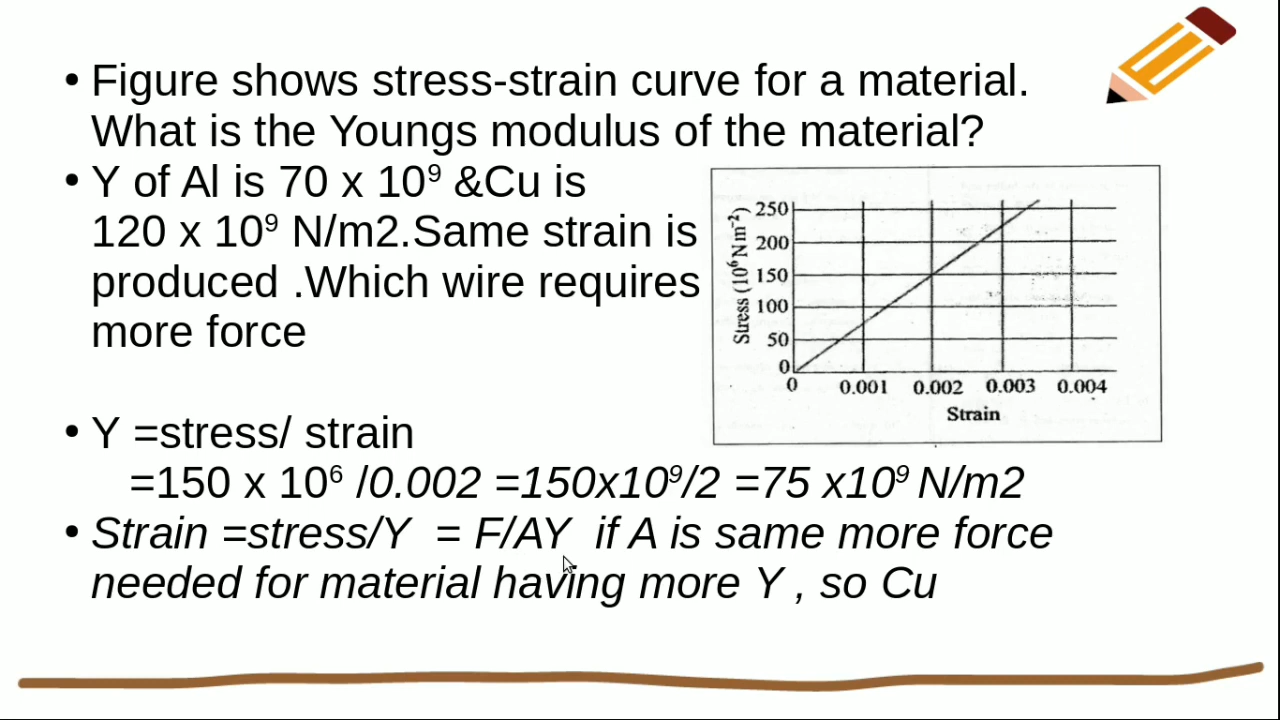 • Figure shows stress-strain curve for a material.
What is the Youngs modulus of the material?
• Y of Al is 70 x 10⁹ &Cu is
120 x 10⁹ N/m2.Same strain is
produced .Which wire requires
more force
Stress (10⁶ N m⁻²)
250
200
150
100
50
0
0 0.001 0.002 0.003 0.004
Strain
• Y =stress/ strain
=150 x 10⁶ /0.002 =150x10⁹/2 =75 x10⁹ N/m2
• Strain =stress/Y = F/AY if A is same more force
needed for material having more Y , so Cu